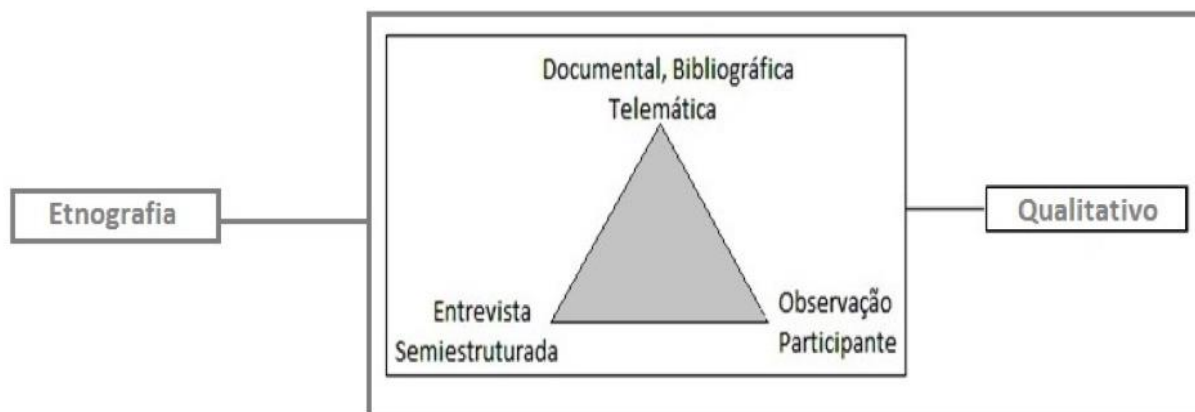 Documental, Bibliográfica
Telemática
Etnografia
Qualitativo
Entrevista
Semiestruturada
Observação
Participante